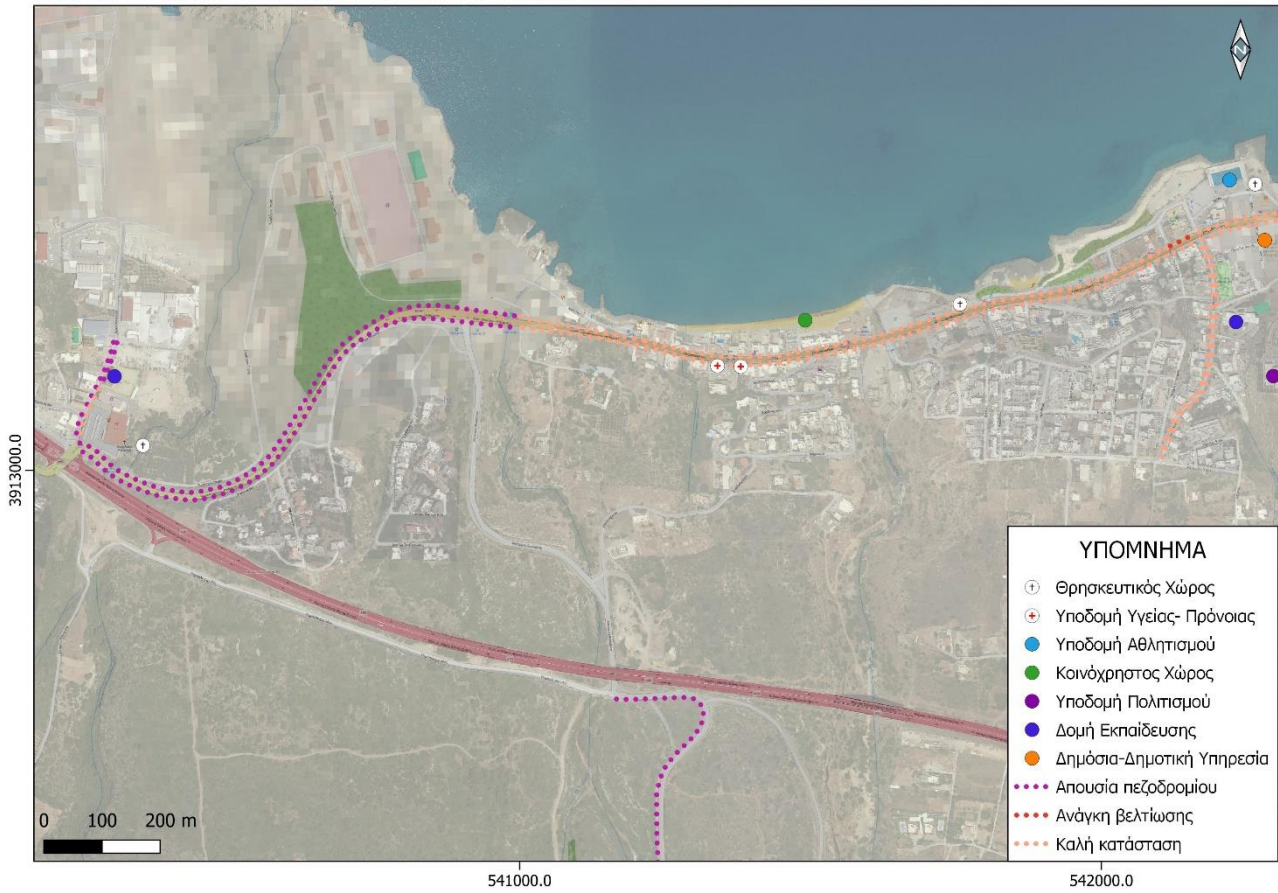 N
3913000.0
ΥΠΟΜΝΗΜΑ
Θρησκευτικός Χώρος
Υποδομή Υγείας- Πρόνοιας
Υποδομή Αθλητισμού
Κοινόχρηστος Χώρος
Υποδομή Πολιτισμού
Δομή Εκπαίδευσης
Δημόσια-Δημοτική Υπηρεσία
Απουσία πεζοδρομίου
Ανάγκη βελτίωσης
Καλή κατάσταση
0 100 200 m
541000.0 542000.0